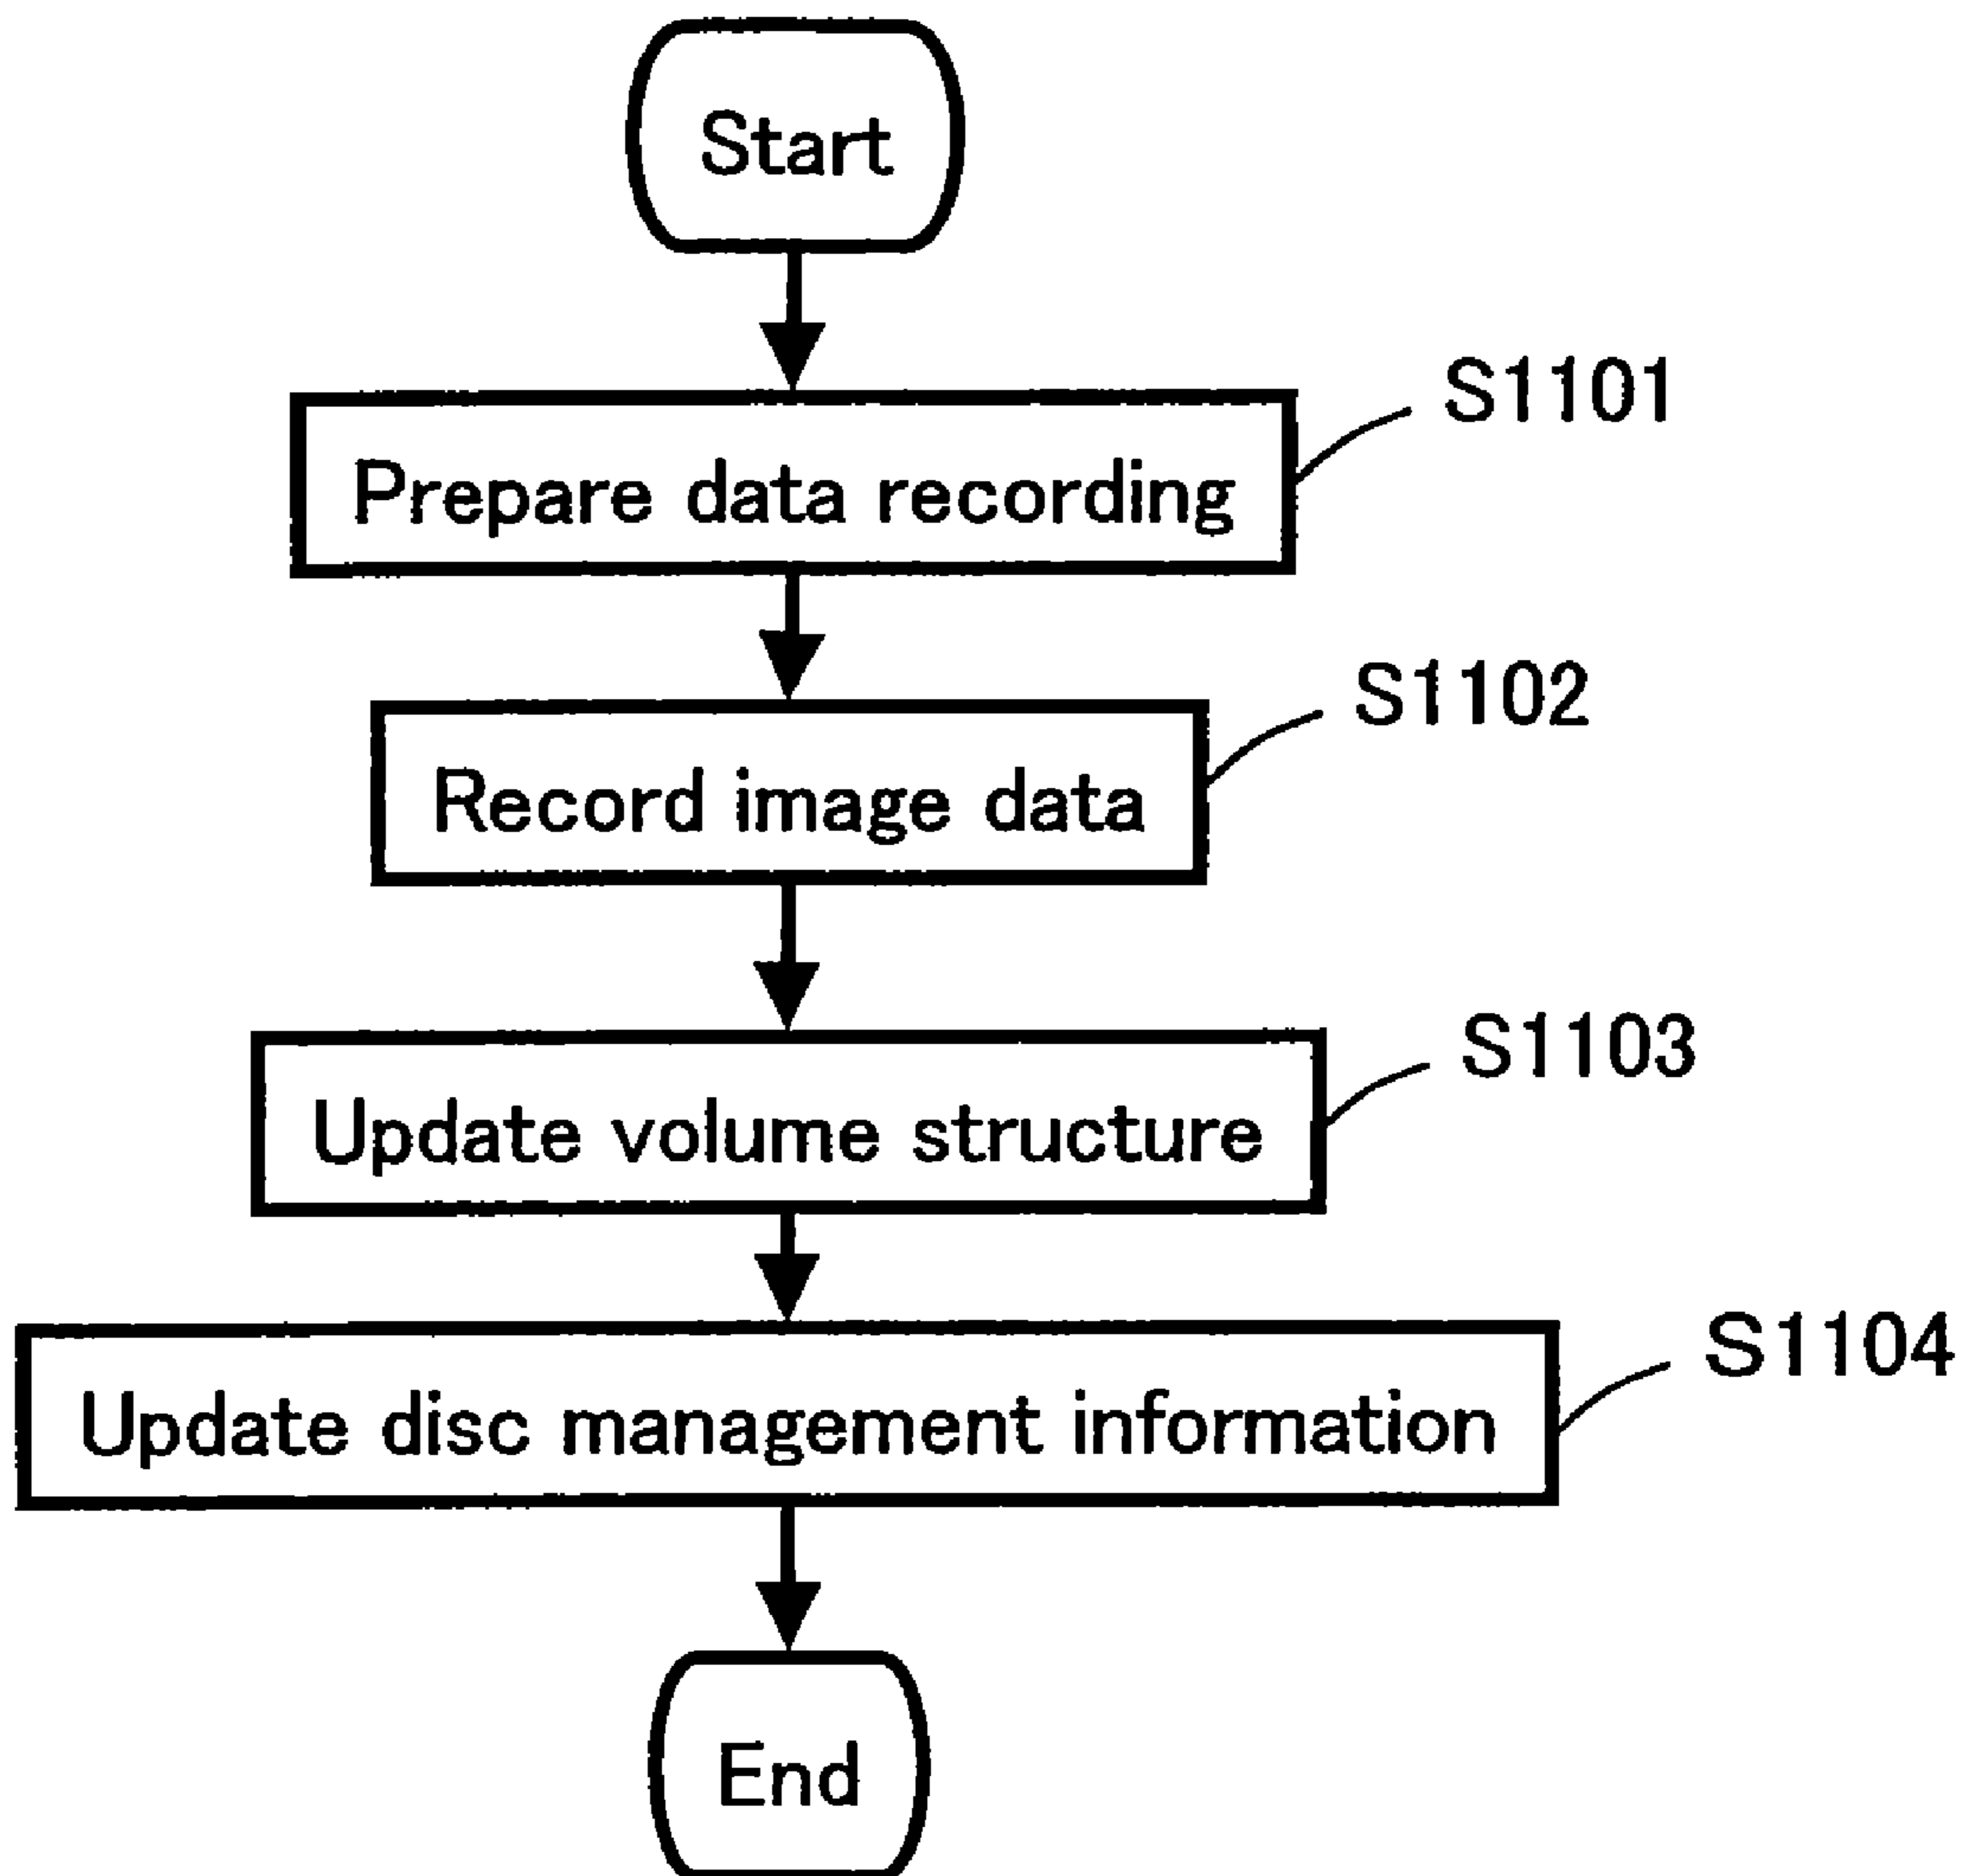 Start
S1101
Prepare data recording
S1102
Record image data
S1103
Update volume structure
S1104
Update disc management information
End